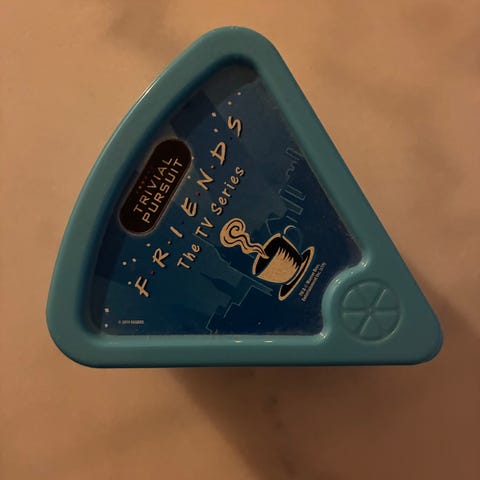 TRIVIAL
PURSUIT
F·R·I·E·N·D·S
The TV Series